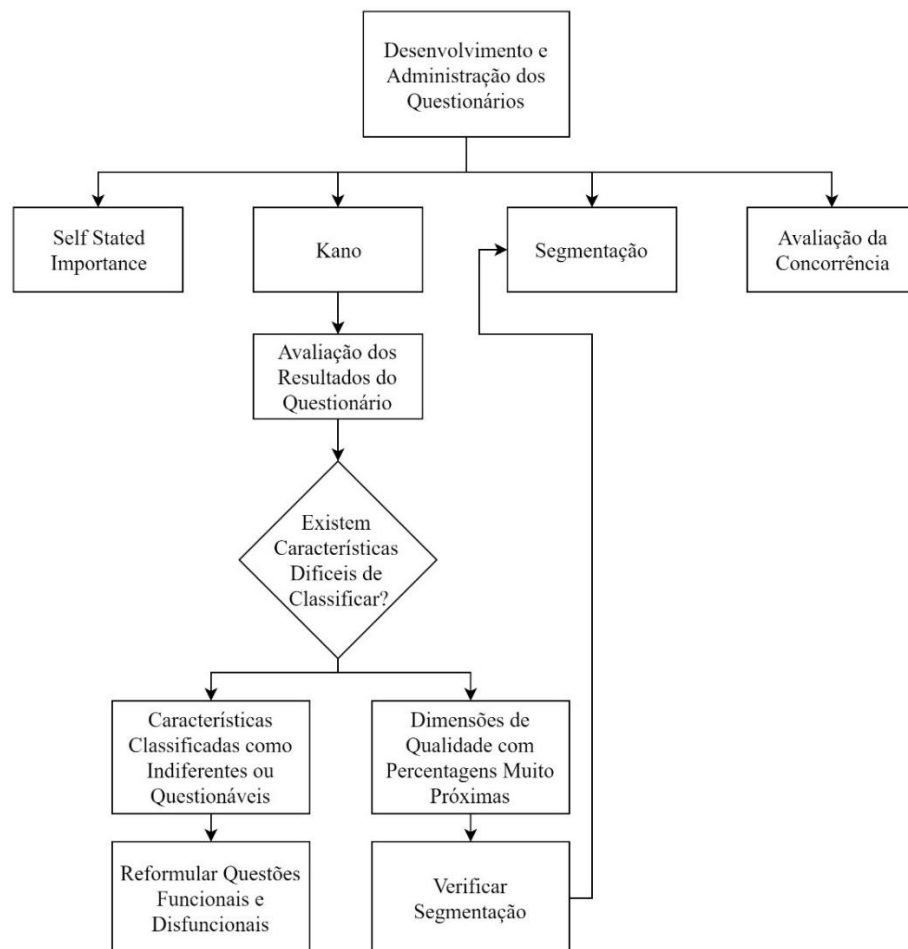 Desenvolvimento e
Administração dos
Questionários
Self Stated
Importance
Kano
Segmentação
Avaliação da
Concorrência
Avaliação dos
Resultados do
Questionário
Existem
Características
Dificeis de
Classificar?
Características
Classificadas como
Indiferentes ou
Questionáveis
Dimensões de
Qualidade com
Percentagens Muito
Próximas
Reformular Questões
Funcionais e
Disfuncionais
Verificar
Segmentação